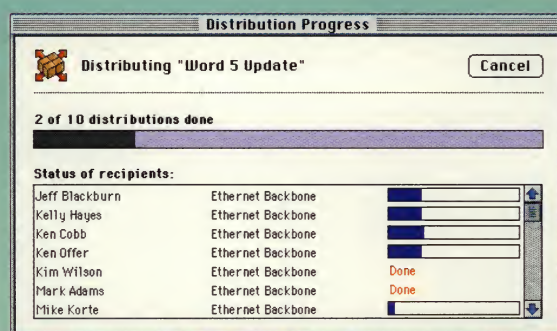 Distribution Progress
Distributing "Word 5 Update"
Cancel
2 of 10 distributions done
Status of recipients:
Jeff Blackburn Ethernet Backbone
Kelly Hayes Ethernet Backbone
Ken Cobb Ethernet Backbone
Ken Offer Ethernet Backbone
Kim Wilson Ethernet Backbone Done
Mark Adams Ethernet Backbone Done
Mike Korte Ethernet Backbone